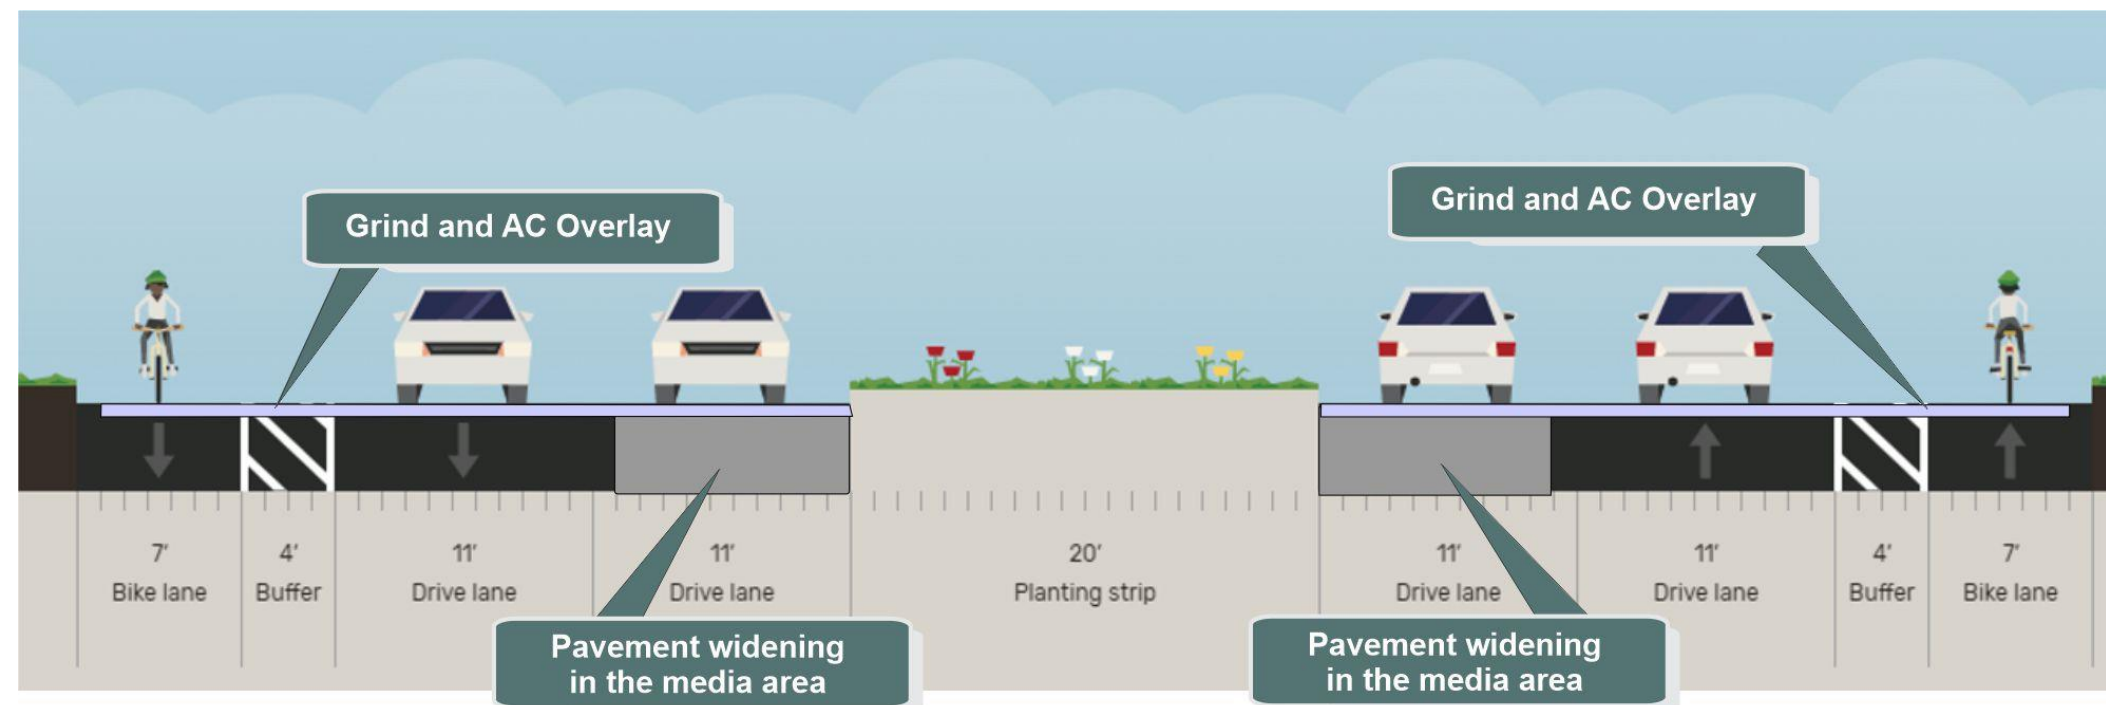 Grind and AC Overlay
Grind and AC Overlay
7'
4'
11'
11'
20'
11'
11'
4'
7'
Bike lane
Buffer
Drive lane
Drive lane
Planting strip
Drive lane
Drive lane
Buffer
Bike lane
Pavement widening
in the media area
Pavement widening
in the media area